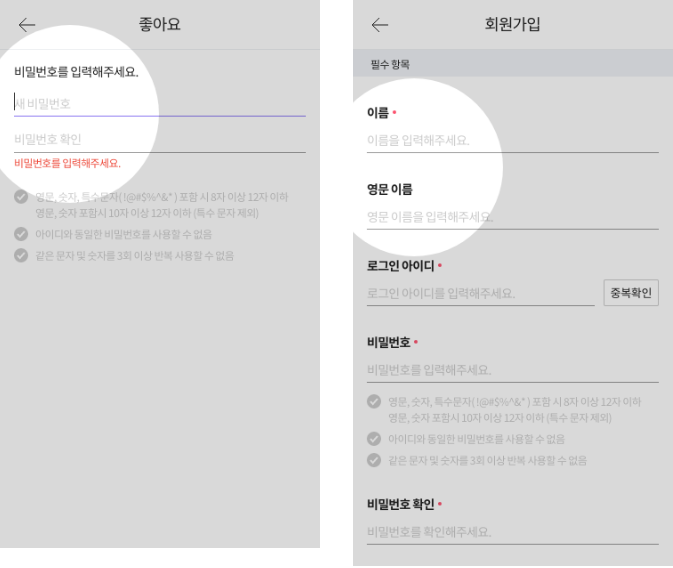 좋아요
비밀번호를 입력해주세요.
새 비밀번호
비밀번호 확인
비밀번호를 입력해주세요.
영문, 숫자, 특수문자( !@#$%^&* ) 포함 시 8자 이상 12자 이하
영문, 숫자 포함시 10자 이상 12자 이하 (특수 문자 제외)
아이디와 동일한 비밀번호를 사용할 수 없음
같은 문자 및 숫자를 3회 이상 반복 사용할 수 없음
회원가입
필수 항목
이름 •
이름을 입력해주세요.
영문 이름
영문 이름을 입력해주세요.
로그인 아이디 •
로그인 아이디를 입력해주세요.
중복확인
비밀번호 •
비밀번호를 입력해주세요.
영문, 숫자, 특수문자( !@#$%^&* ) 포함 시 8자 이상 12자 이하
영문, 숫자 포함시 10자 이상 12자 이하 (특수 문자 제외)
아이디와 동일한 비밀번호를 사용할 수 없음
같은 문자 및 숫자를 3회 이상 반복 사용할 수 없음
비밀번호 확인 •
비밀번호를 확인해주세요.